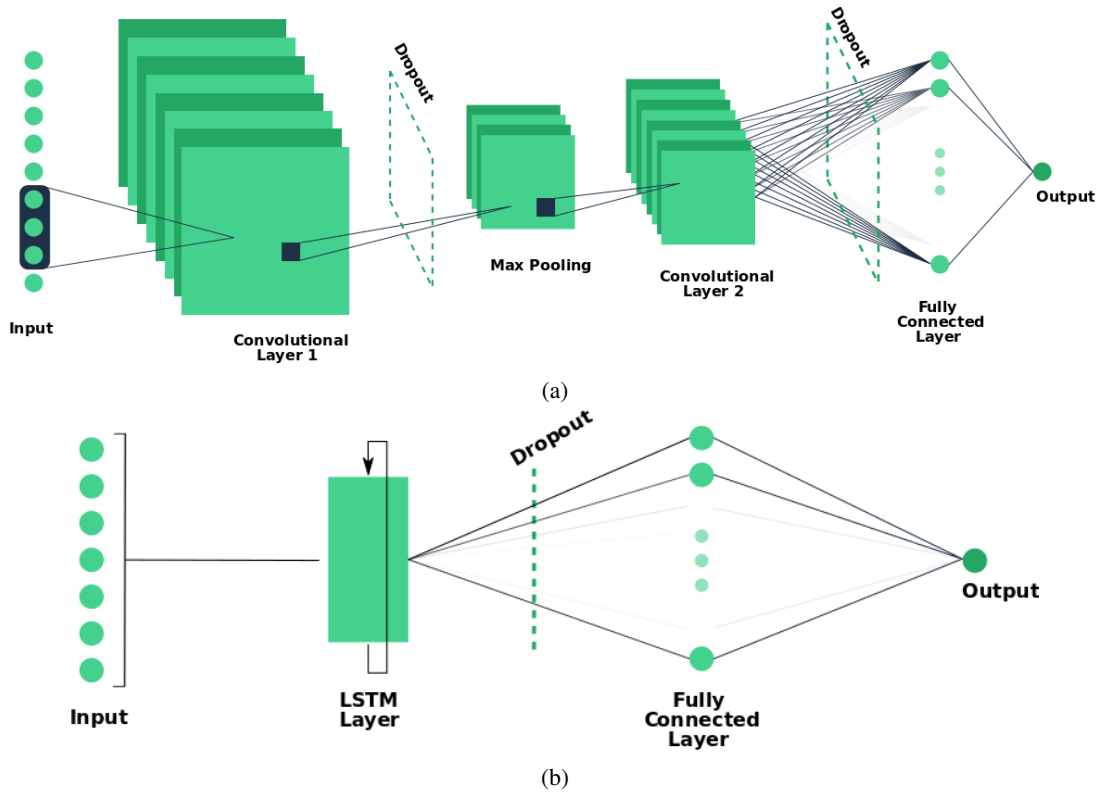 Dropout
Dropout
Output
Max Pooling
Convolutional
Layer 2
Input
Convolutional
Layer 1
Fully
Connected
Layer
(a)
Dropout
Output
Input
LSTM
Layer
Fully
Connected
Layer
(b)